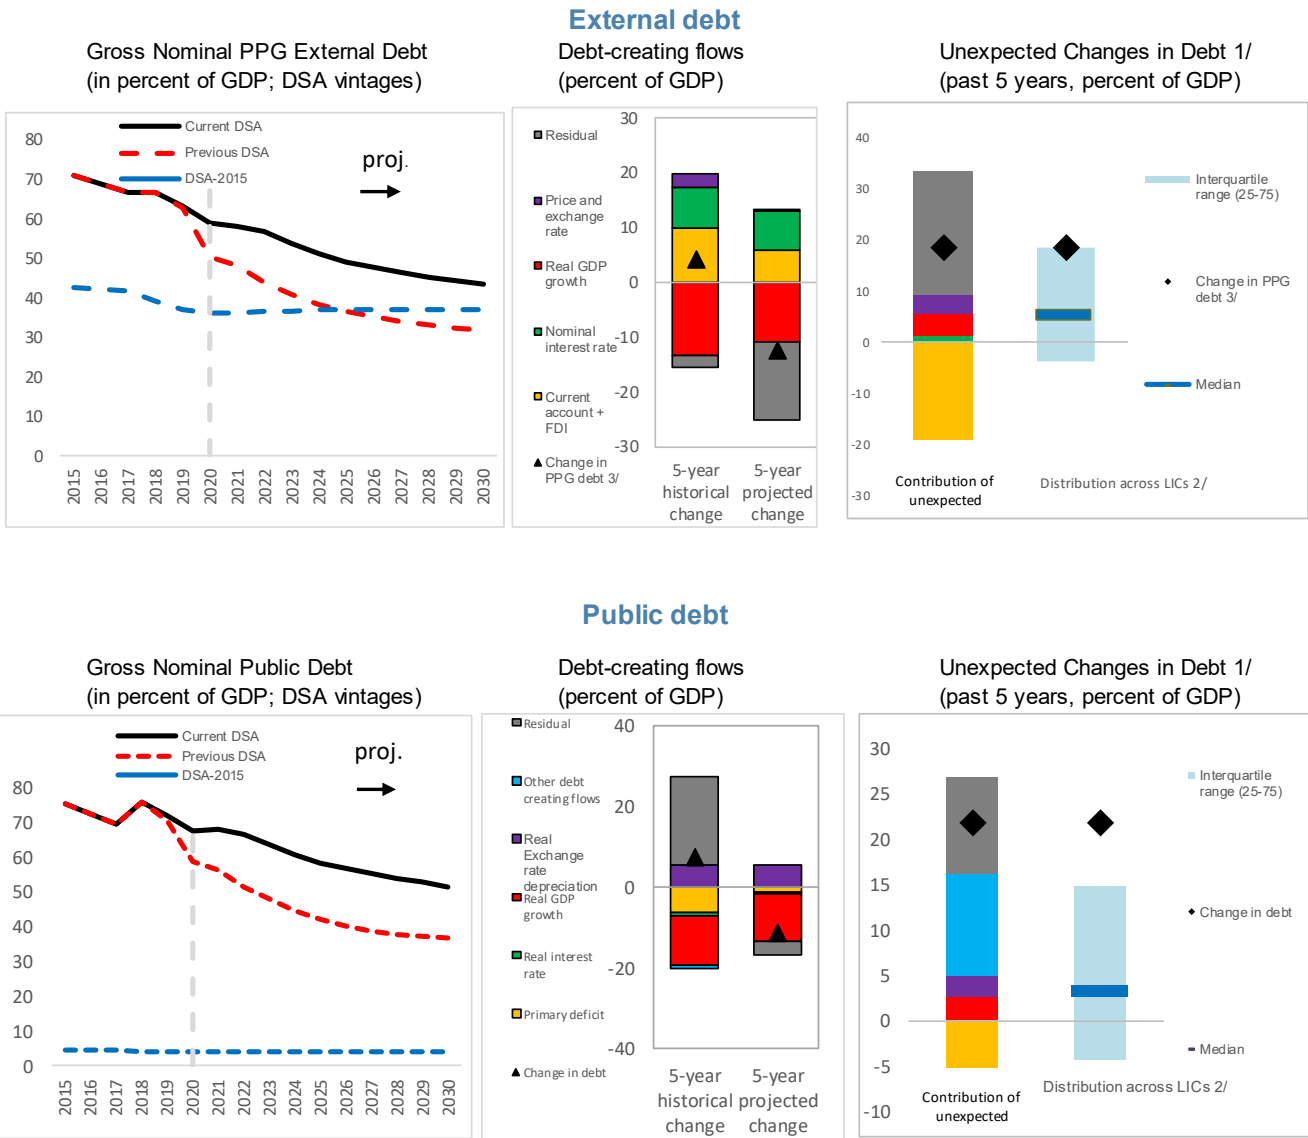 External debt
Gross Nominal PPG External Debt
(in percent of GDP; DSA vintages)
80
70
60
50
40
30
20
10
0
Current DSA
Previous DSA
DSA-2015
proj.
2015
2016
2017
2018
2019
2020
2021
2022
2023
2024
2025
2026
2027
2028
2029
2030
Debt-creating flows
(percent of GDP)
Residual
Price and
exchange
rate
Real GDP
growth
Nominal
interest rate
Current
account +
FDI
Change in
PPG debt 3/
30
20
10
0
-10
-20
-30
5-year
historical
change
5-year
projected
change
Unexpected Changes in Debt 1/
(past 5 years, percent of GDP)
40
30
20
10
0
-10
-20
-30
Interquartile
range (25-75)
Change in PPG
debt 3/
Median
Contribution of
unexpected
Distribution across LICs 2/
Public debt
Gross Nominal Public Debt
(in percent of GDP; DSA vintages)
80
70
60
50
40
30
20
10
0
Current DSA
Previous DSA
DSA-2015
proj.
2015
2016
2017
2018
2019
2020
2021
2022
2023
2024
2025
2026
2027
2028
2029
2030
Debt-creating flows
(percent of GDP)
Residual
Other debt
creating flows
Real
Exchange
rate
depreciation
Real GDP
growth
Real interest
rate
Primary deficit
Change in debt
40
20
0
-20
-40
5-year
historical
change
5-year
projected
change
Unexpected Changes in Debt 1/
(past 5 years, percent of GDP)
30
25
20
15
10
5
0
-5
-10
Interquartile
range (25-75)
Change in debt
Median
Contribution of
unexpected
Distribution across LICs 2/